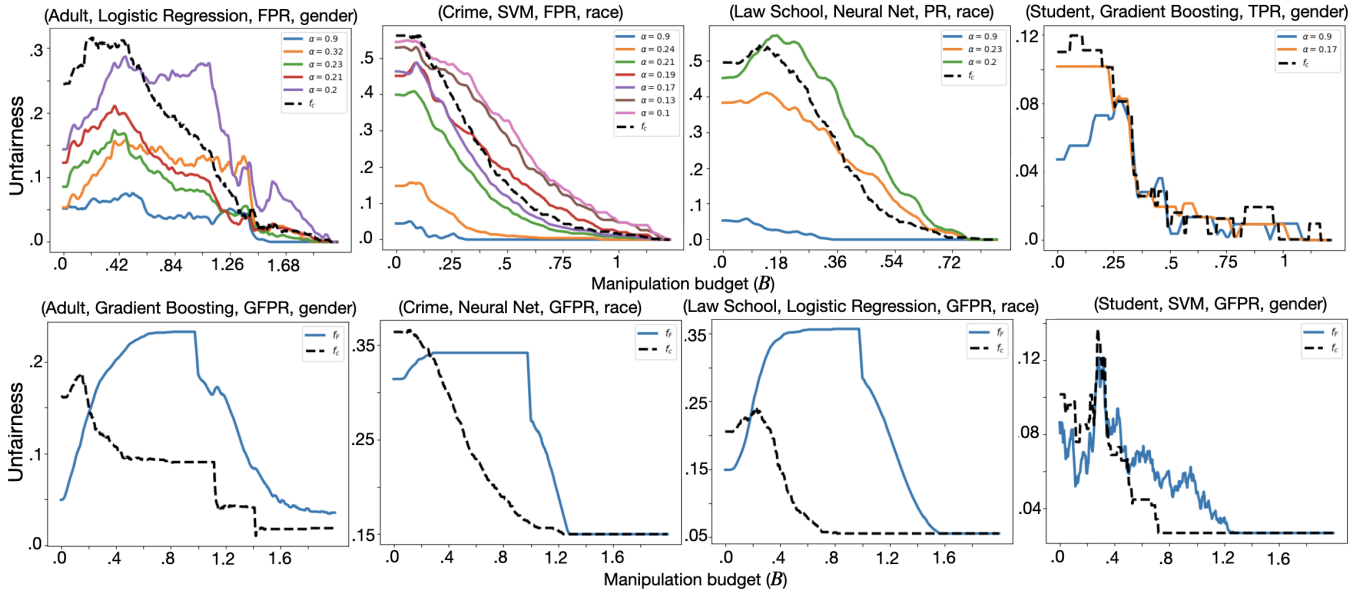 (Adult, Logistic Regression, FPR, gender)
(Crime, SVM, FPR, race)
(Law School, Neural Net, PR, race)
(Student, Gradient Boosting, TPR, gender)
Unfairness
.3
.2
.1
.0
α = 0.9
α = 0.32
α = 0.23
α = 0.21
α = 0.2
f_c
.0 .42 .84 1.26 1.68
.5
.4
.3
.2
.1
.0
α = 0.9
α = 0.24
α = 0.21
α = 0.19
α = 0.17
α = 0.13
α = 0.1
f_c
.0 .25 .5 .75 1
.5
.4
.3
.2
.1
.0
α = 0.9
α = 0.23
α = 0.2
f_c
.0 .18 .36 .54 .72
.12
.08
.04
.0
α = 0.9
α = 0.17
f_c
.0 .25 .5 .75 1
Manipulation budget (B)
(Adult, Gradient Boosting, GFPR, gender)
(Crime, Neural Net, GFPR, race)
(Law School, Logistic Regression, GFPR, race)
(Student, SVM, GFPR, gender)
Unfairness
.2
.1
.0
f_F
f_c
.0 .4 .8 1.2 1.6
.35
.25
.15
f_F
f_c
.0 .4 .8 1.2 1.6
.35
.25
.15
.05
f_F
f_c
.0 .4 .8 1.2 1.6
.12
.08
.04
f_F
f_c
.0 .4 .8 1.2 1.6
Manipulation budget (B)